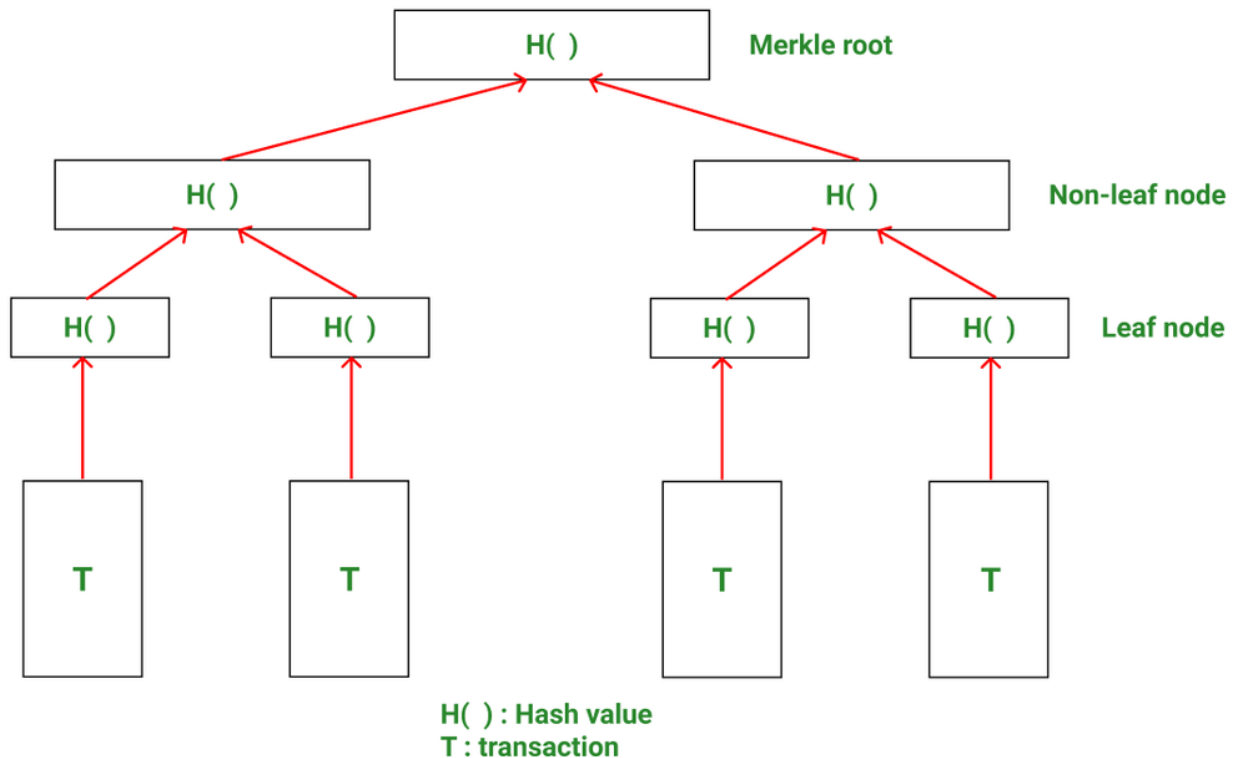 H( ) Merkle root
H( ) H( ) Non-leaf node
H( ) H( ) H( ) H( ) Leaf node
T T T T
H( ) : Hash value
T : transaction